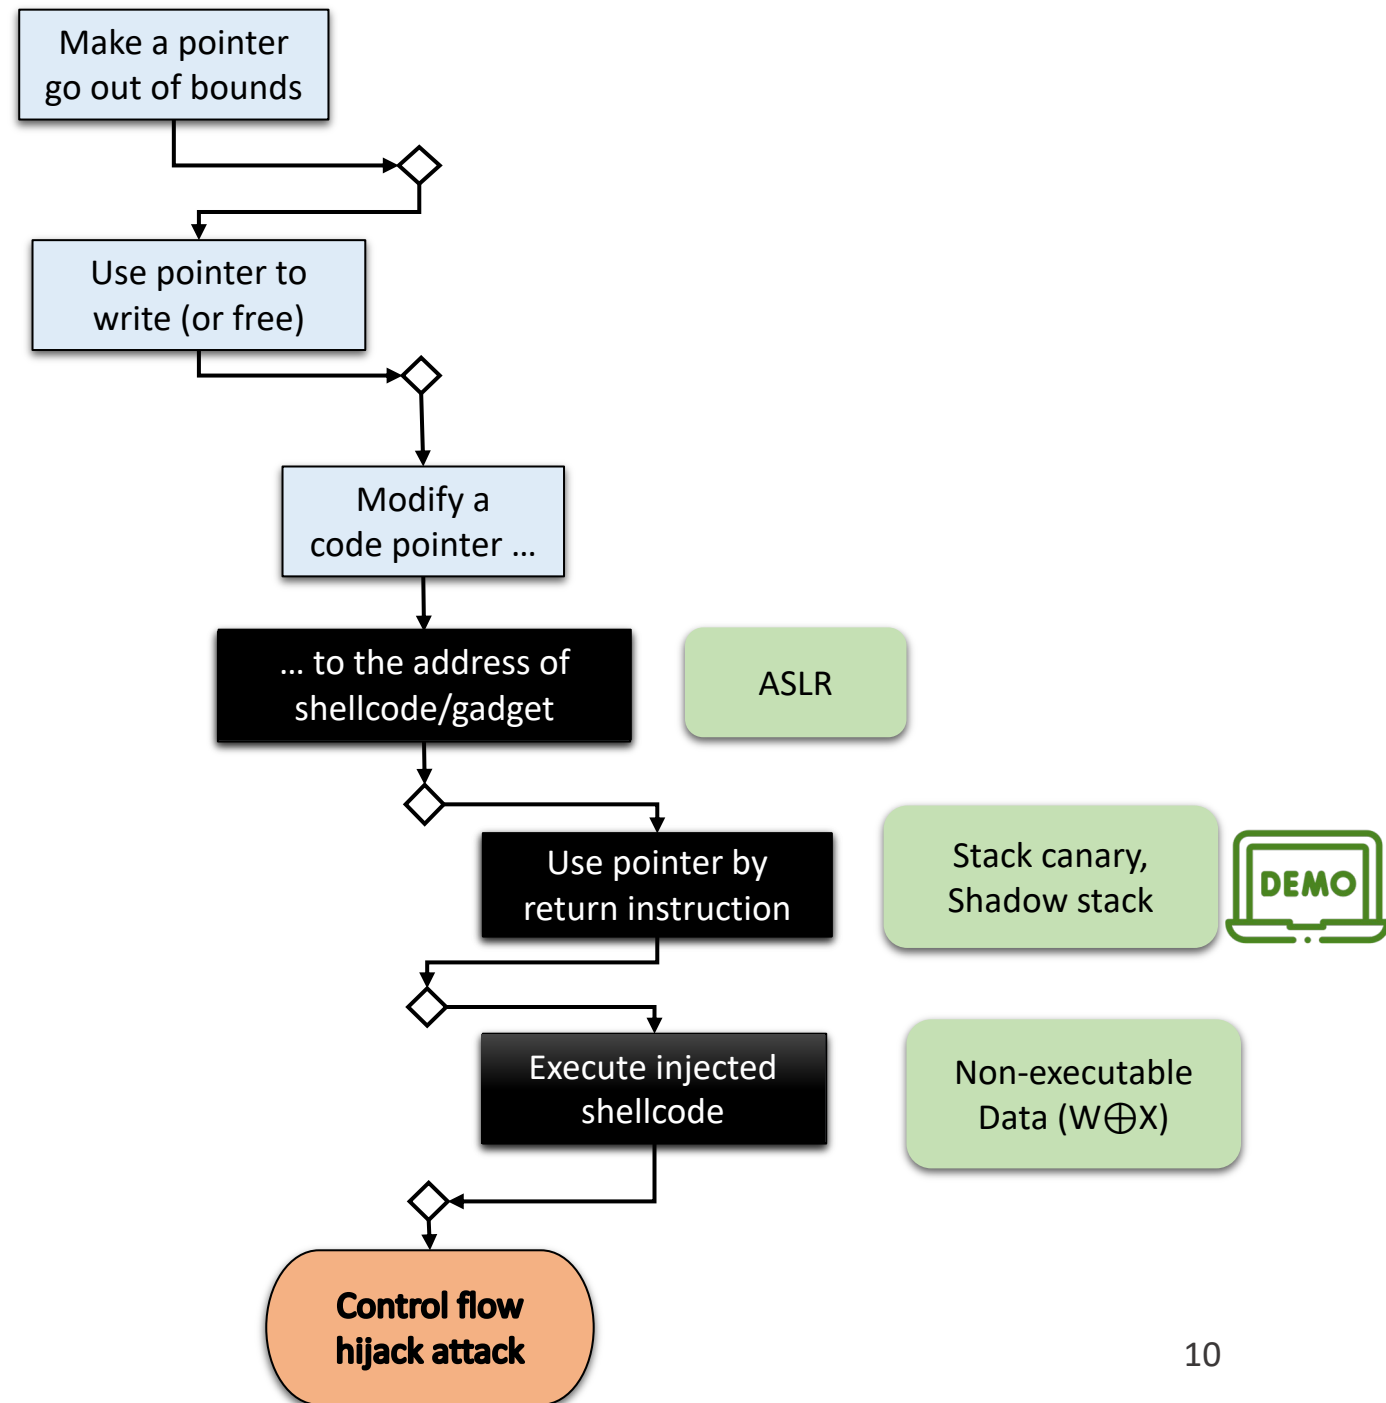 Make a pointer
go out of bounds
Use pointer to
write (or free)
Modify a
code pointer …
… to the address of
shellcode/gadget
ASLR
Use pointer by
return instruction
Stack canary,
Shadow stack
DEMO
Execute injected
shellcode
Non-executable
Data (W⨁X)
Control flow
hijack attack
10